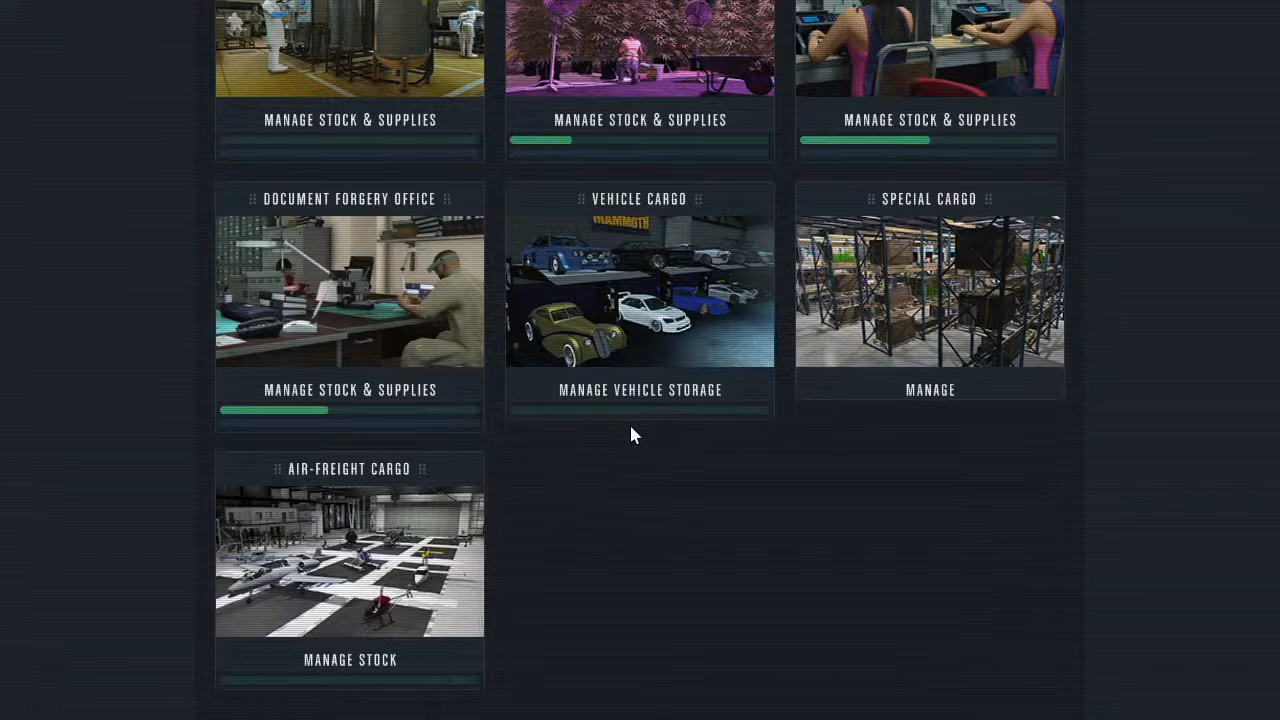 MANAGE STOCK & SUPPLIES
MANAGE STOCK & SUPPLIES
MANAGE STOCK & SUPPLIES
DOCUMENT FORGERY OFFICE
VEHICLE CARGO
SPECIAL CARGO
MAMMOTH
MANAGE STOCK & SUPPLIES
MANAGE VEHICLE STORAGE
MANAGE
AIR-FREIGHT CARGO
MANAGE STOCK